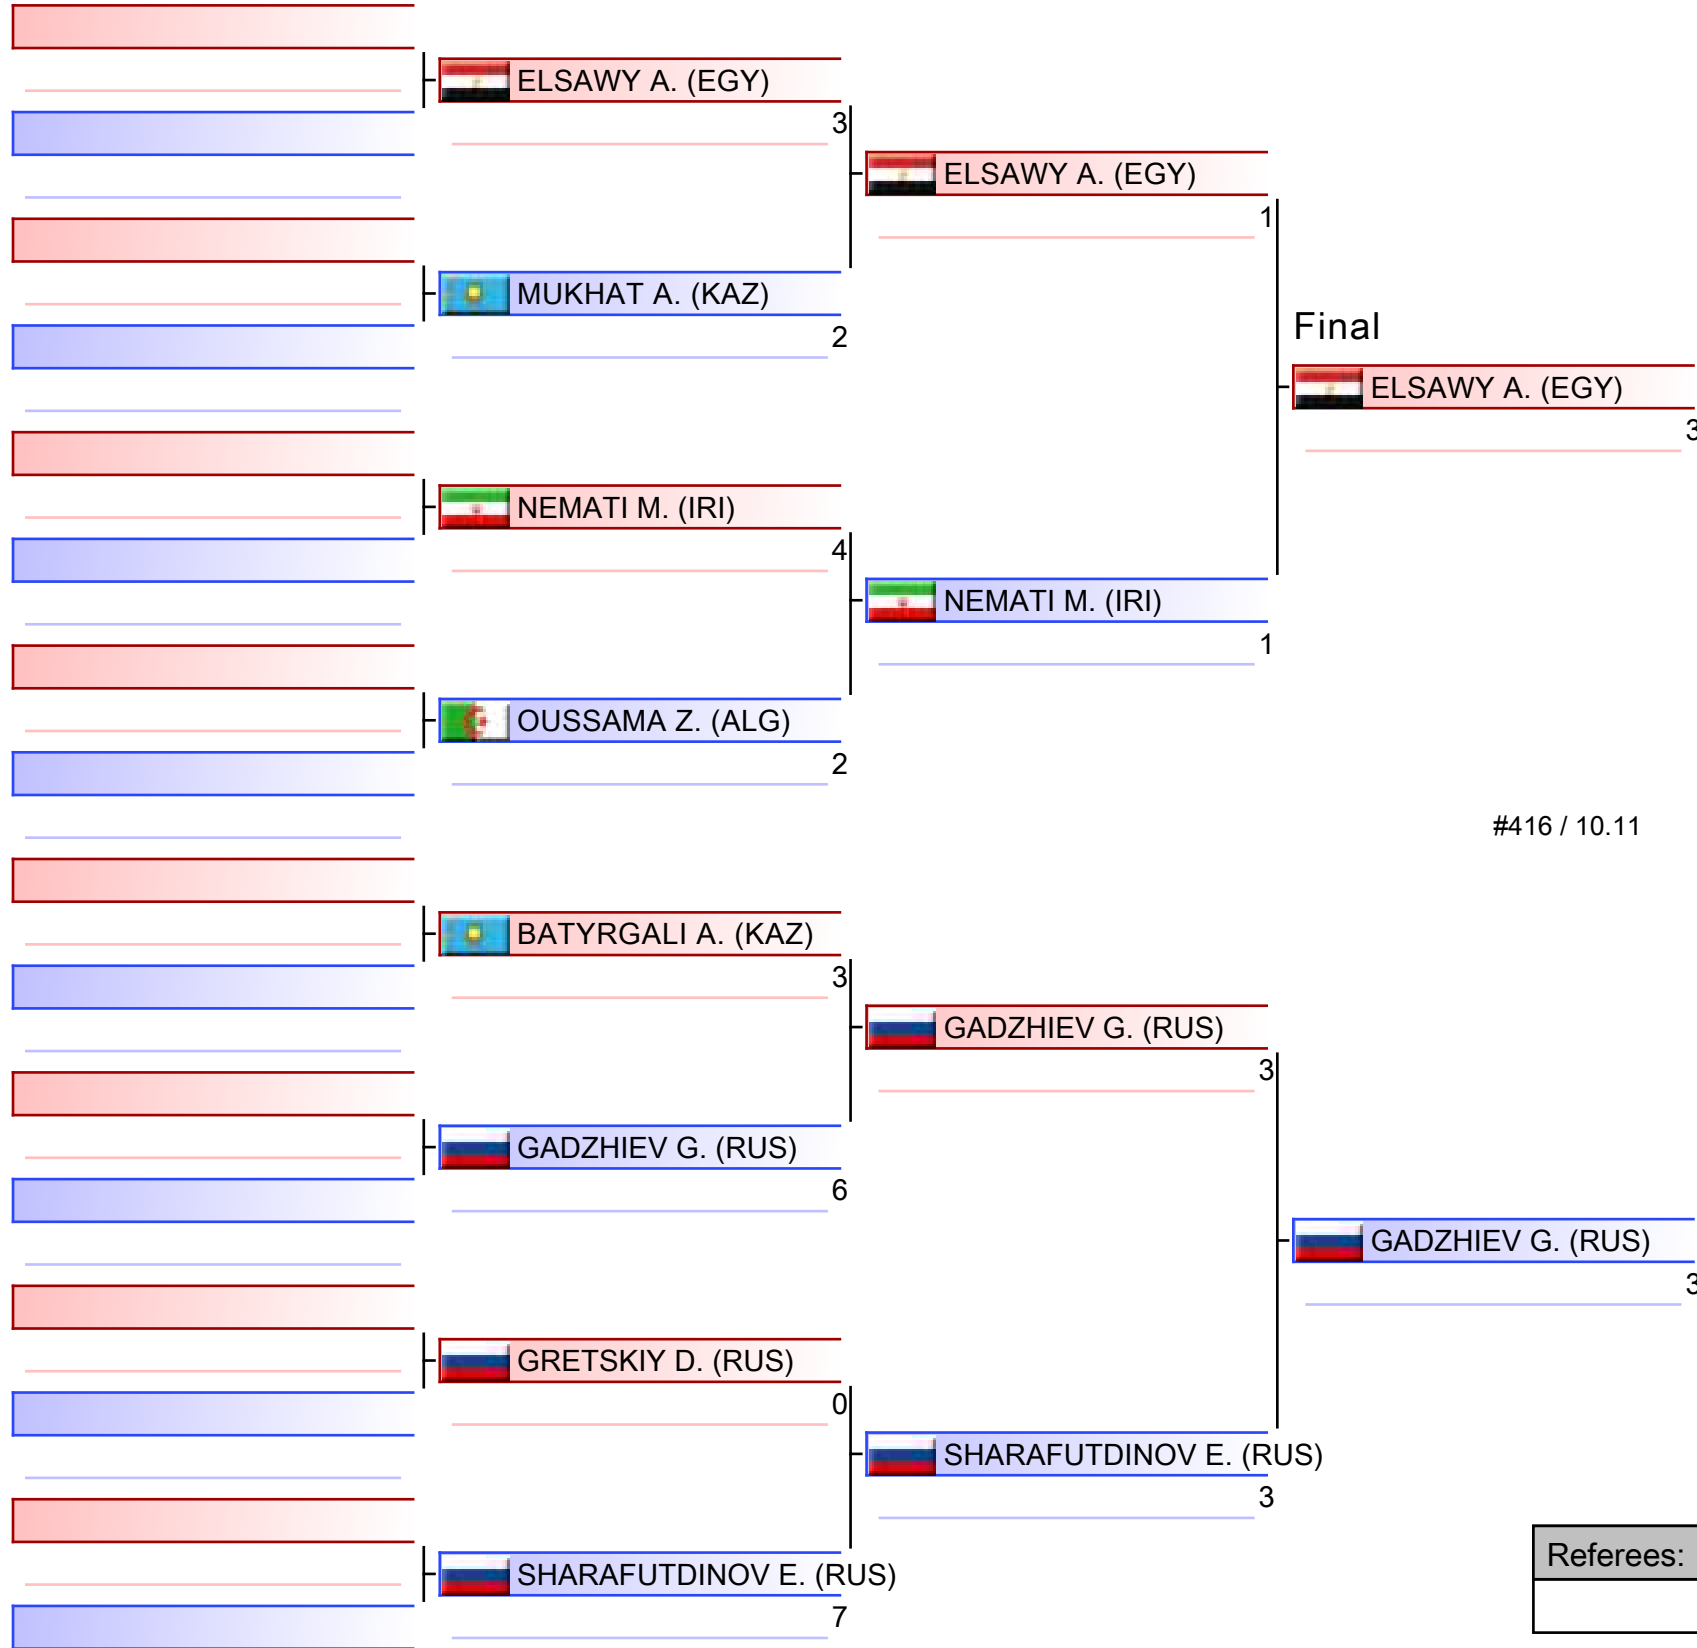 ELSAWY A. (EGY)
3
MUKHAT A. (KAZ)
2
NEMATI M. (IRI)
4
OUSSAMA Z. (ALG)
2
BATYRGALI A. (KAZ)
3
GADZHIEV G. (RUS)
6
GRETSKIY D. (RUS)
0
SHARAFUTDINOV E. (RUS)
7
ELSAWY A. (EGY)
1
NEMATI M. (IRI)
1
GADZHIEV G. (RUS)
3
SHARAFUTDINOV E. (RUS)
3
Final
ELSAWY A. (EGY)
3
#416 / 10.11
GADZHIEV G. (RUS)
3
Referees: